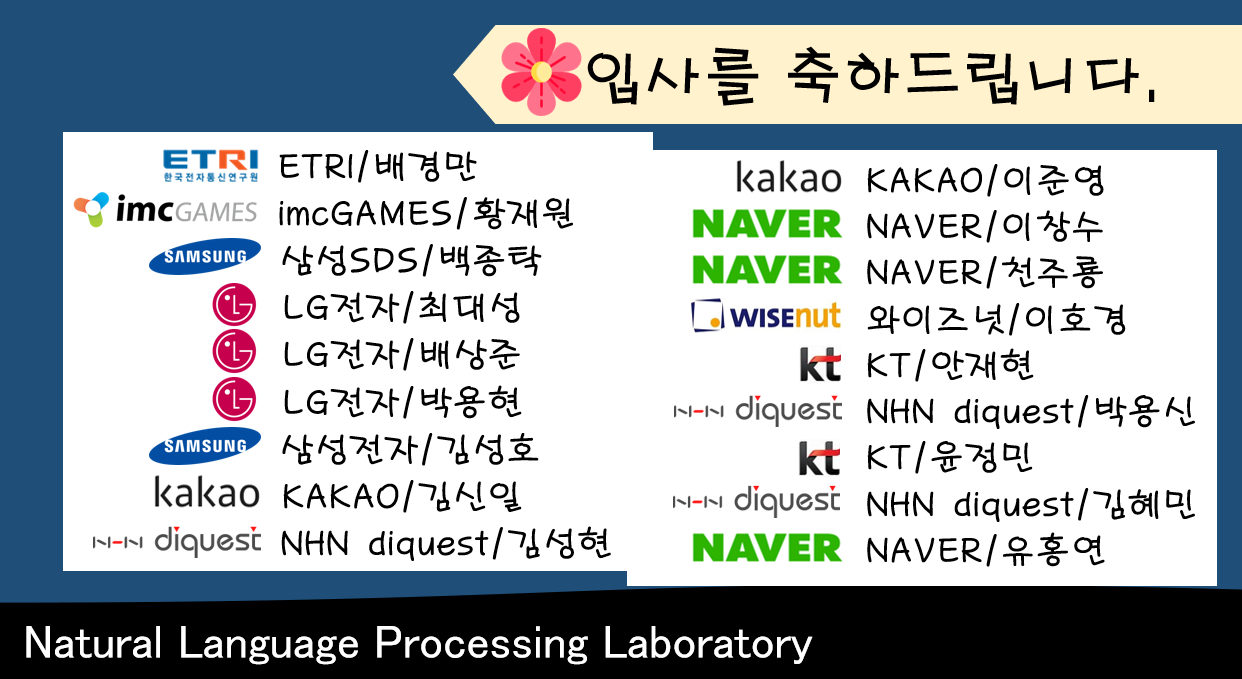 입사를 축하드립니다.
ETRI 한국전자통신연구원 ETRI/배경만
imcGAMES imcGAMES/황재원
SAMSUNG 삼성SDS/백종탁
LG LG전자/최대성
LG LG전자/배상준
LG LG전자/박용현
SAMSUNG 삼성전자/김성호
kakao KAKAO/김신일
NHN diquest NHN diquest/김성현
kakao KAKAO/이준영
NAVER NAVER/이창수
NAVER NAVER/천주룡
WISEnut 와이즈넛/이호경
kt KT/안재현
NHN diquest NHN diquest/박용신
kt KT/윤정민
NHN diquest NHN diquest/김혜민
NAVER NAVER/유홍연
Natural Language Processing Laboratory